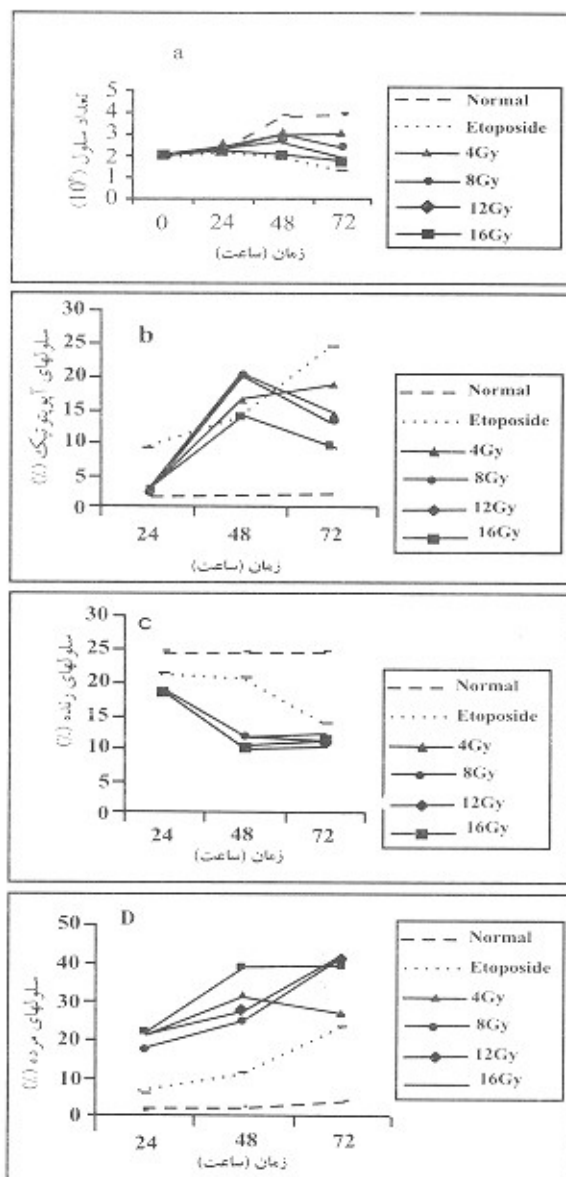 a
تعداد سلول (10⁶)
5
4
3
2
1
0
0 24 48 72
زمان (ساعت)
Normal
Etoposide
4Gy
8Gy
12Gy
16Gy
b
سلولهای آپوپتوتیک (٪)
30
25
20
15
10
5
0
24 48 72
زمان (ساعت)
Normal
Etoposide
4Gy
8Gy
12Gy
16Gy
C
سلولهای زنده (٪)
30
25
20
15
10
5
0
24 48 72
زمان (ساعت)
Normal
Etoposide
4Gy
8Gy
12Gy
16Gy
D
سلولهای مرده (٪)
50
40
30
20
10
0
24 48 72
زمان (ساعت)
Normal
Etoposide
4Gy
8Gy
12Gy
16Gy